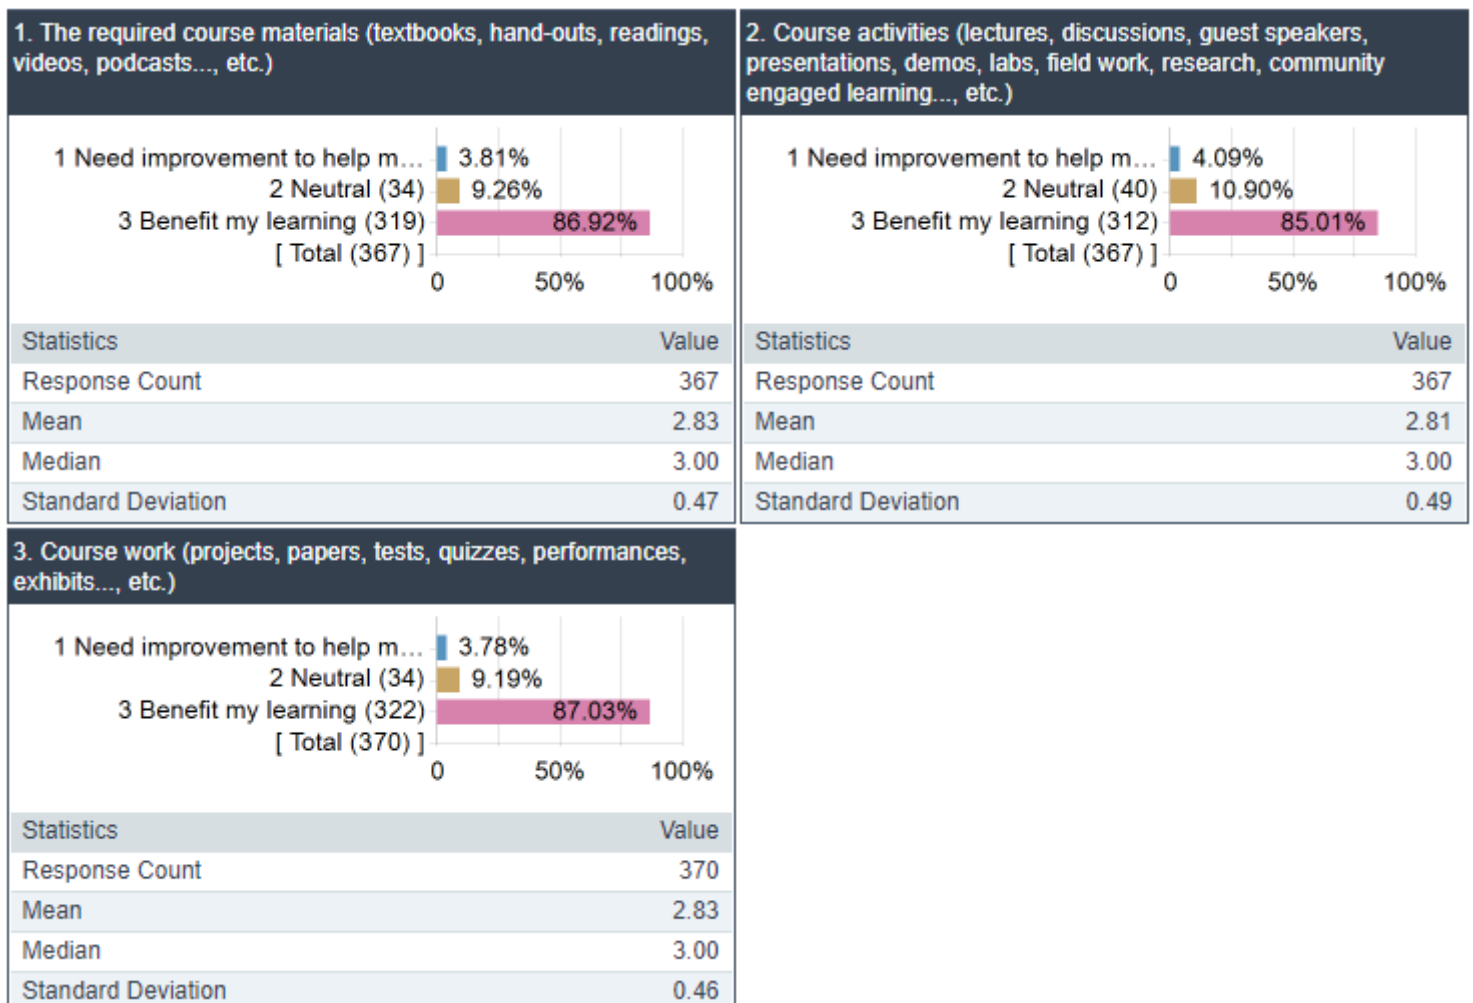 1. The required course materials (textbooks, hand-outs, readings,
videos, podcasts..., etc.)
1 Need improvement to help m... 3.81%
2 Neutral (34) 9.26%
3 Benefit my learning (319) 86.92%
[ Total (367) ]
0 50% 100%
Statistics Value
Response Count 367
Mean 2.83
Median 3.00
Standard Deviation 0.47
2. Course activities (lectures, discussions, guest speakers,
presentations, demos, labs, field work, research, community
engaged learning..., etc.)
1 Need improvement to help m... 4.09%
2 Neutral (40) 10.90%
3 Benefit my learning (312) 85.01%
[ Total (367) ]
0 50% 100%
Statistics Value
Response Count 367
Mean 2.81
Median 3.00
Standard Deviation 0.49
3. Course work (projects, papers, tests, quizzes, performances,
exhibits..., etc.)
1 Need improvement to help m... 3.78%
2 Neutral (34) 9.19%
3 Benefit my learning (322) 87.03%
[ Total (370) ]
0 50% 100%
Statistics Value
Response Count 370
Mean 2.83
Median 3.00
Standard Deviation 0.46